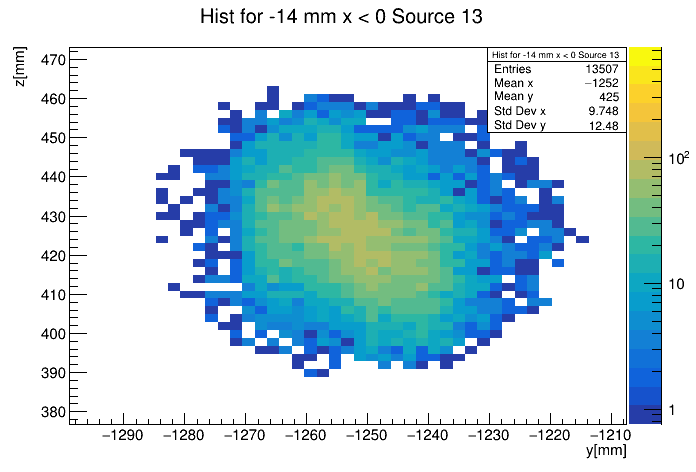 Hist for -14 mm x < 0 Source 13
z[mm]
Hist for -14 mm x < 0 Source 13
Entries 13507
Mean x −1252
Mean y 425
Std Dev x 9.748
Std Dev y 12.48
470
460
450
440
430
420
410
400
390
380
10²
10
1
−1290 −1280 −1270 −1260 −1250 −1240 −1230 −1220 −1210
y[mm]